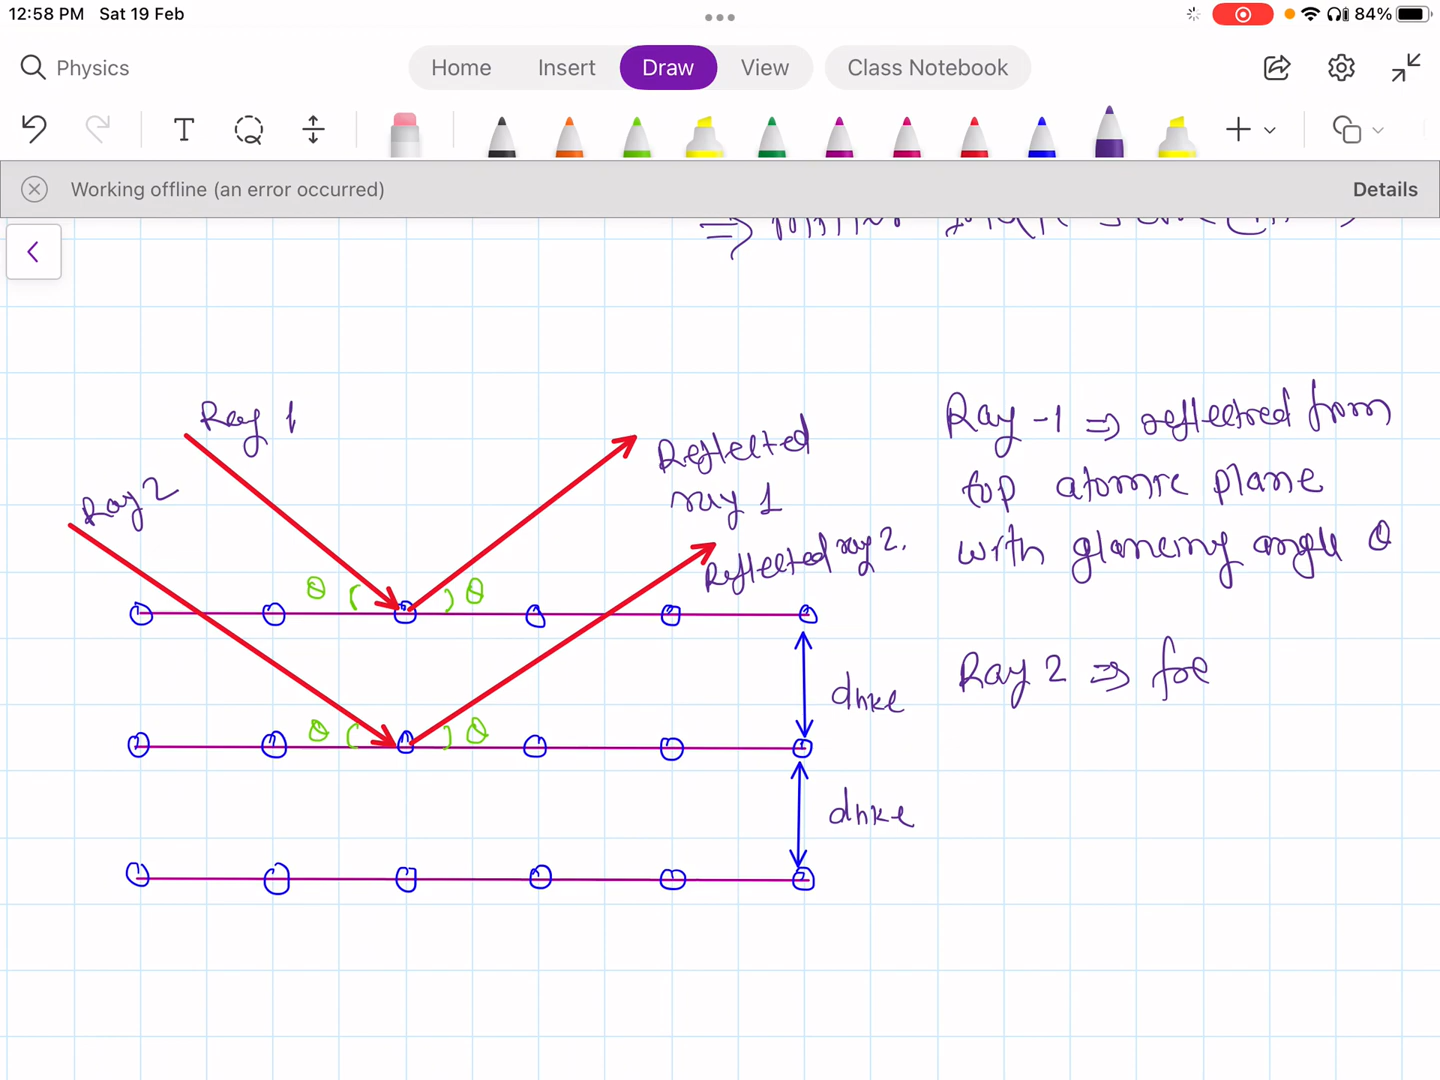 12:58 PM Sat 19 Feb
84%
Physics
Home Insert Draw View Class Notebook
T
Working offline (an error occurred) Details
Ray 1
Ray 2
Reflected
ray 1
Reflected ray 2.
θ θ
θ θ
dhkl
dhkl
Ray -1 ⇒ reflectred from
top atomic plane
with glancing angle θ
Ray 2 ⇒